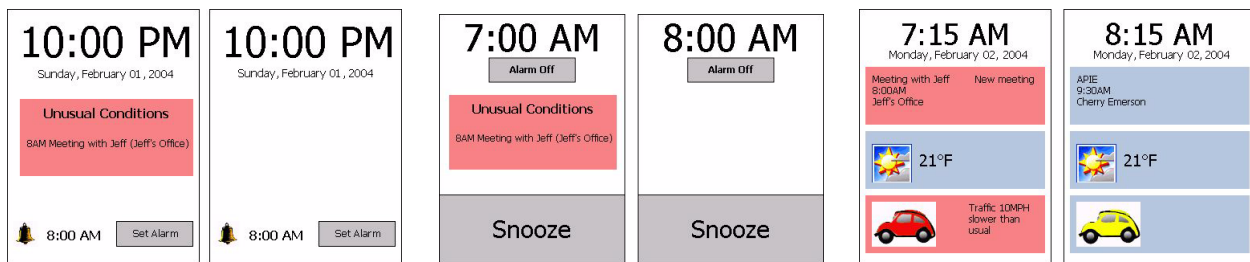 10:00 PM
Sunday, February 01, 2004
Unusual Conditions
8AM Meeting with Jeff (Jeff's Office)
8:00 AM
Set Alarm
10:00 PM
Sunday, February 01, 2004
8:00 AM
Set Alarm
7:00 AM
Alarm Off
Unusual Conditions
8AM Meeting with Jeff (Jeff's Office)
Snooze
8:00 AM
Alarm Off
Snooze
7:15 AM
Monday, February 02, 2004
Meeting with Jeff
8:00AM
Jeff's Office
New meeting
21°F
Traffic 10MPH
slower than
usual
8:15 AM
Monday, February 02, 2004
APIE
9:30AM
Cherry Emerson
21°F